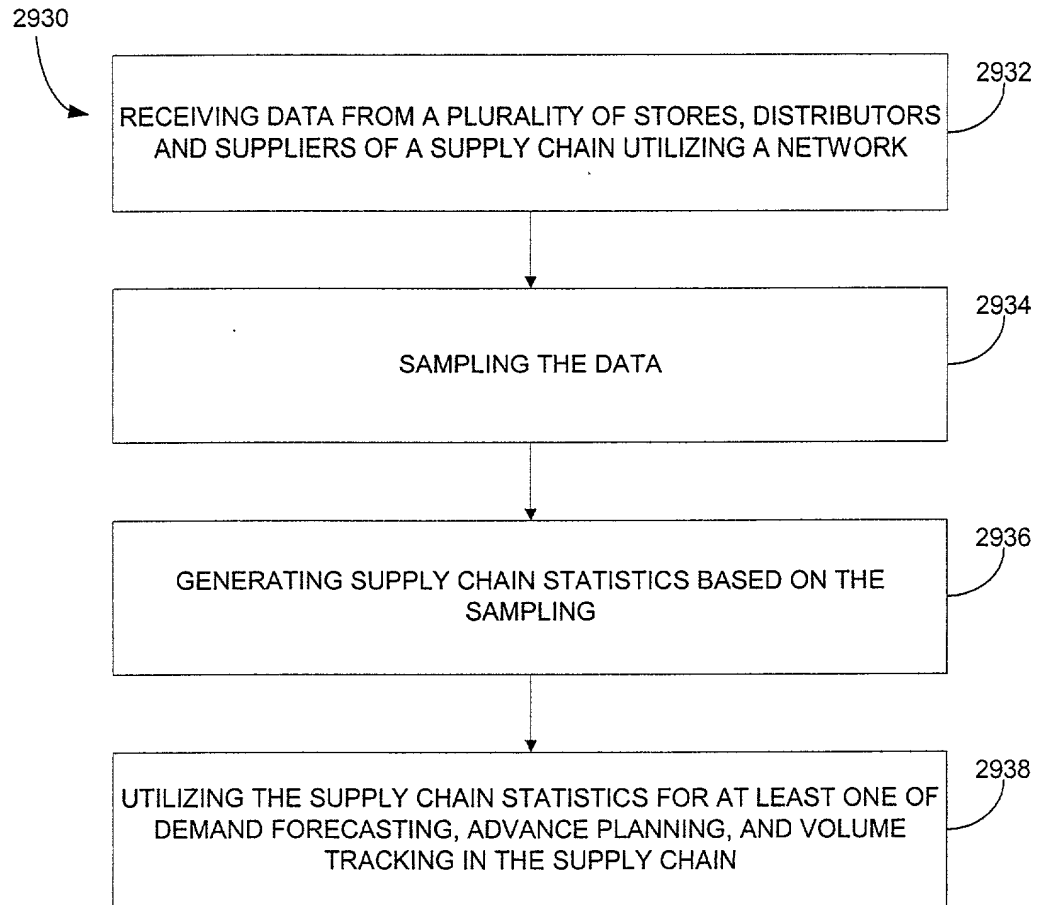 2930
2932
RECEIVING DATA FROM A PLURALITY OF STORES, DISTRIBUTORS
AND SUPPLIERS OF A SUPPLY CHAIN UTILIZING A NETWORK
2934
SAMPLING THE DATA
2936
GENERATING SUPPLY CHAIN STATISTICS BASED ON THE
SAMPLING
2938
UTILIZING THE SUPPLY CHAIN STATISTICS FOR AT LEAST ONE OF
DEMAND FORECASTING, ADVANCE PLANNING, AND VOLUME
TRACKING IN THE SUPPLY CHAIN